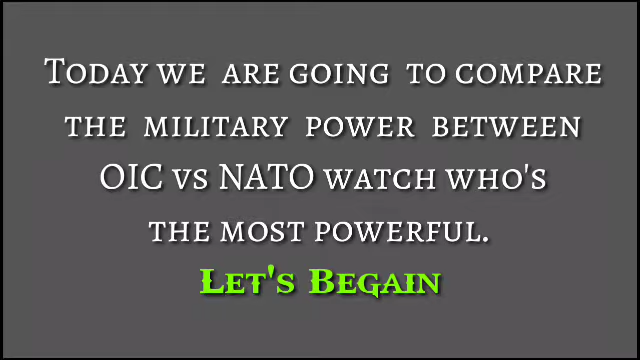 Today we are going to compare
the military power between
OIC vs NATO watch who's
the most powerful.
Let's Begain